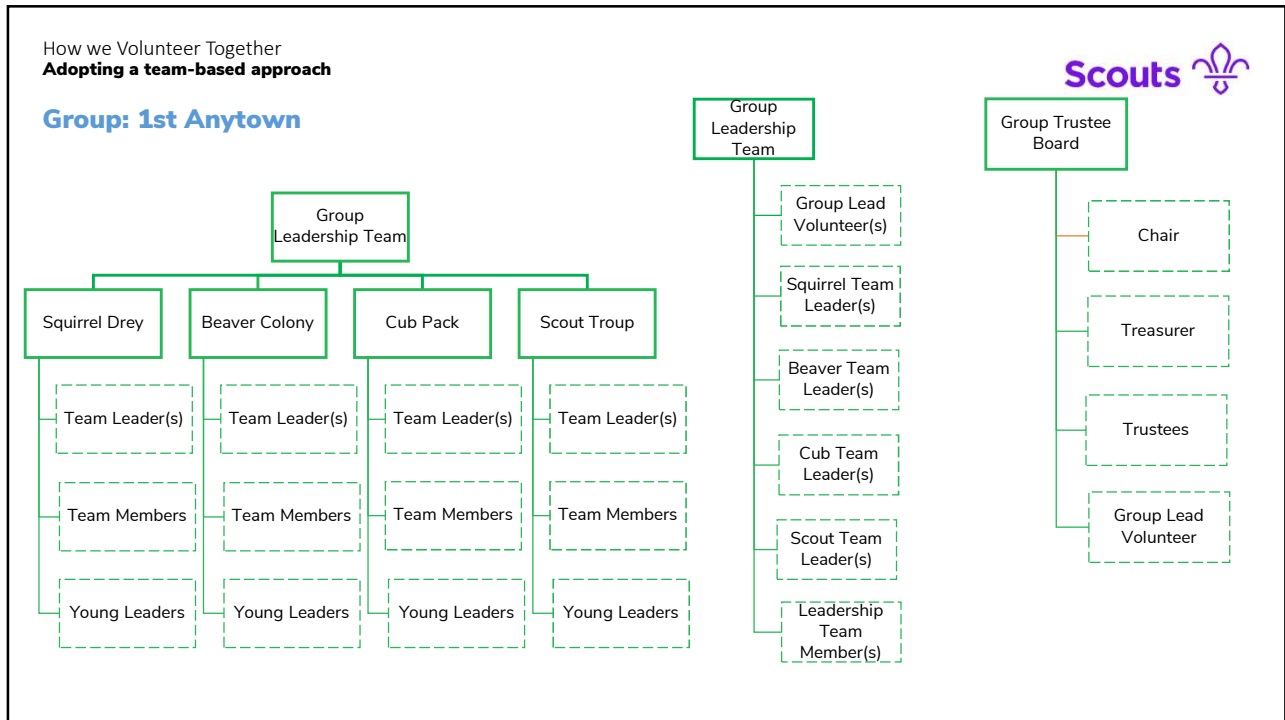 How we Volunteer Together
Adopting a team-based approach
Scouts
Group: 1st Anytown
Group
Leadership Team
Squirrel Drey
Beaver Colony
Cub Pack
Scout Troup
Team Leader(s)
Team Leader(s)
Team Leader(s)
Team Leader(s)
Team Members
Team Members
Team Members
Team Members
Young Leaders
Young Leaders
Young Leaders
Young Leaders
Group
Leadership
Team
Group Lead
Volunteer(s)
Squirrel Team
Leader(s)
Beaver Team
Leader(s)
Cub Team
Leader(s)
Scout Team
Leader(s)
Leadership
Team
Member(s)
Group Trustee
Board
Chair
Treasurer
Trustees
Group Lead
Volunteer